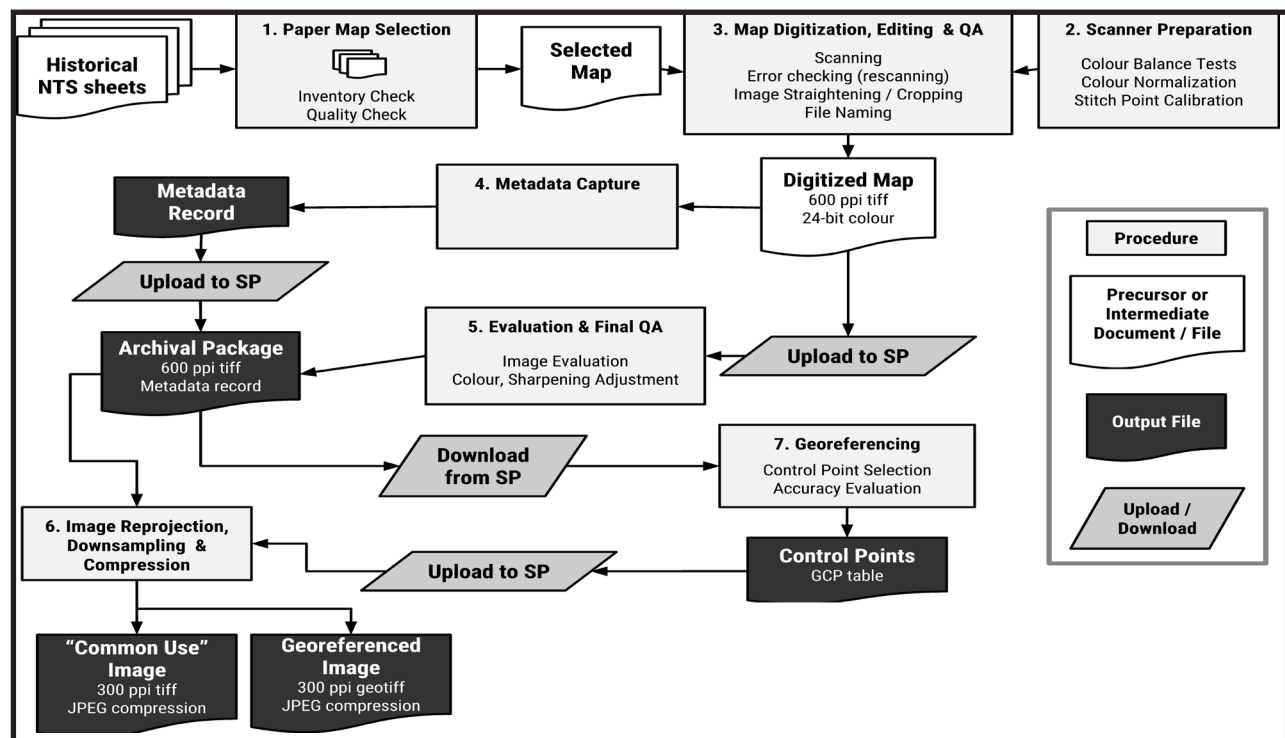 Historical
NTS sheets
1. Paper Map Selection
Inventory Check
Quality Check
Selected
Map
3. Map Digitization, Editing & QA
Scanning
Error checking (rescanning)
Image Straightening / Cropping
File Naming
2. Scanner Preparation
Colour Balance Tests
Colour Normalization
Stitch Point Calibration
Metadata
Record
4. Metadata Capture
Digitized Map
600 ppi tiff
24-bit colour
Upload to SP
Archival Package
600 ppi tiff
Metadata record
5. Evaluation & Final QA
Image Evaluation
Colour, Sharpening Adjustment
Upload to SP
Download
from SP
7. Georeferencing
Control Point Selection
Accuracy Evaluation
6. Image Reprojection,
Downsampling &
Compression
Upload to SP
Control Points
GCP table
“Common Use”
Image
300 ppi tiff
JPEG compression
Georeferenced
Image
300 ppi geotiff
JPEG compression
Procedure
Precursor or
Intermediate
Document / File
Output File
Upload /
Download